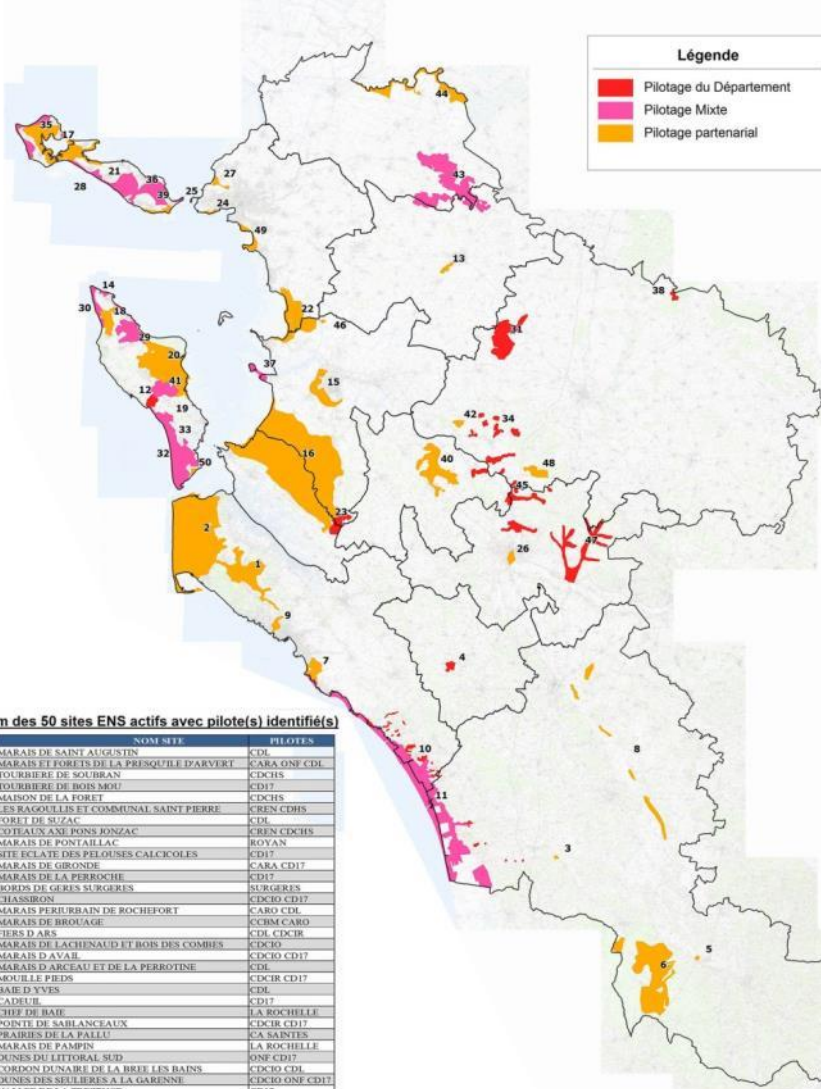 Légende
Pilotage du Département
Pilotage Mixte
Pilotage partenarial
44
35
17
21
36
28
39
25
27
24
43
49
13
38
14
30
18
22
46
29
31
20
37
12
41
15
19
42
34
33
32
50
16
40
48
45
23
2
26
47
1
9
7
4
10
8
11
3
5
6
m des 50 sites ENS actifs avec pilote(s) identifié(s)
NOM SITE PILOTES
MARAIS DE SAINT AUGUSTIN CDL
MARAIS ET FORETS DE LA PRESQU'ILE D'ARVERT CARA ONF CDL
TOURBIERE DE SOUBRAN CDCHS
TOURBIERE DE BOIS MOU CD17
MAISON DE LA FORET CDCHS
LES RAGOULLIS ET COMMUNAL SAINT PIERRE CREN CDHS
FORET DE SUZAC CDL
COTEAUX AXE PONS JONZAC CREN CDCHS
MARAIS DE PONTAILLAC ROYAN
SITE ECLATE DES PELOUSES CALCICOLES CD17
MARAIS DE GIRONDE CARA CD17
MARAIS DE LA PERROCHE CD17
BORDS DE GERES SURGERES SURGERES
CHASSIRON CDCIO CD17
MARAIS PERIURBAIN DE ROCHEFORT CARO CDL
MARAIS DE BROUAGE CCBM CARO
FIERS D ARS CDL CDCIR
MARAIS DE LACHENAUD ET BOIS DES COMBES CDCIO
MARAIS D AVAIL CDCIO CD17
MARAIS D ARCEAU ET DE LA PERROTINE CDL
MOUILLE PIEDS CDCIR CD17
BAIE D YVES CDL
CADEUIL CD17
CHEF DE BAIE LA ROCHELLE
POINTE DE SABLANCEAUX CDCIR CD17
PRAIRIES DE LA PALLU CA SAINTES
MARAIS DE PAMPIN LA ROCHELLE
DUNES DU LITTORAL SUD ONF CD17
CORDON DUNAIRE DE LA BREE LES BAINS CDCIO CDL
DUNES DES SEULIERES A LA GARENNE CDCIO ONF CD17